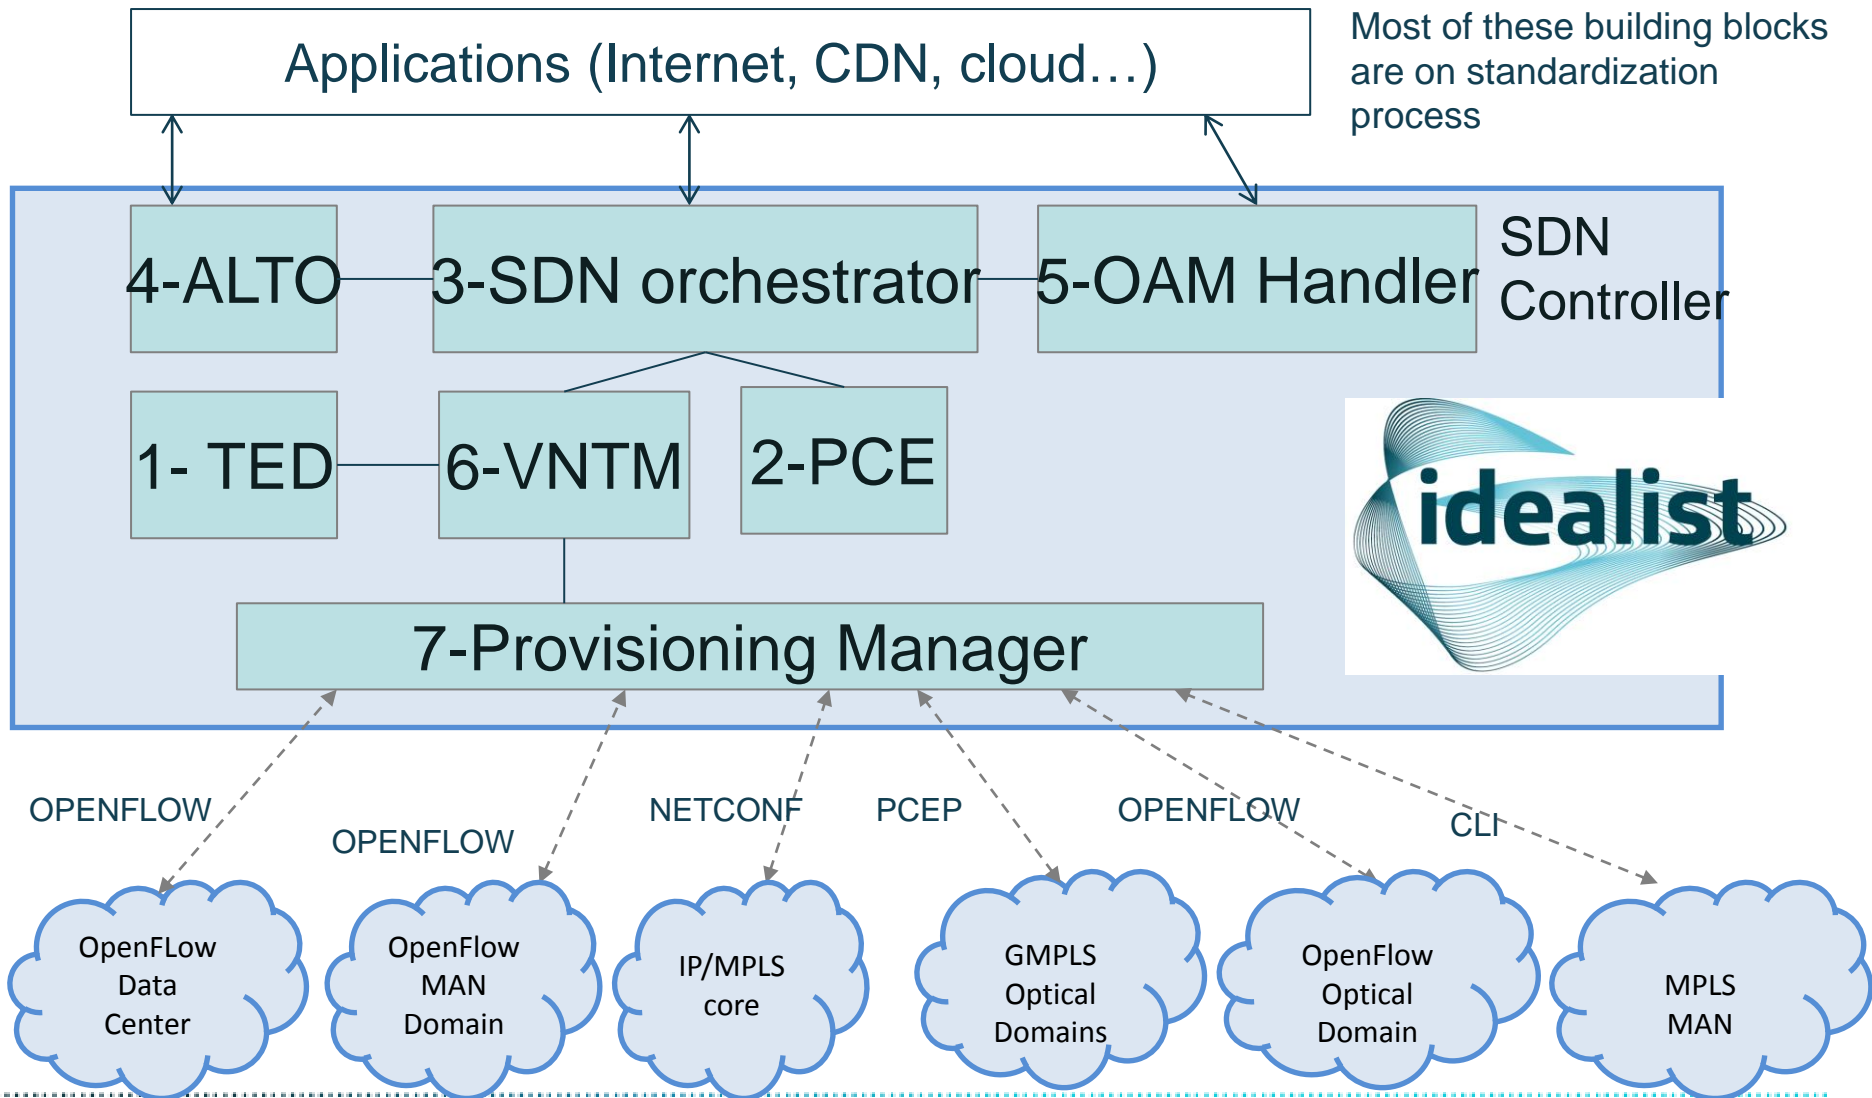 Applications (Internet, CDN, cloud…)
Most of these building blocks
are on standardization
process
4-ALTO
3-SDN orchestrator
5-OAM Handler
SDN
Controller
1- TED
6-VNTM
2-PCE
idealist
7-Provisioning Manager
OPENFLOW
OPENFLOW
NETCONF
PCEP
OPENFLOW
CLI
OpenFLow
Data
Center
OpenFlow
MAN
Domain
IP/MPLS
core
GMPLS
Optical
Domains
OpenFlow
Optical
Domain
MPLS
MAN